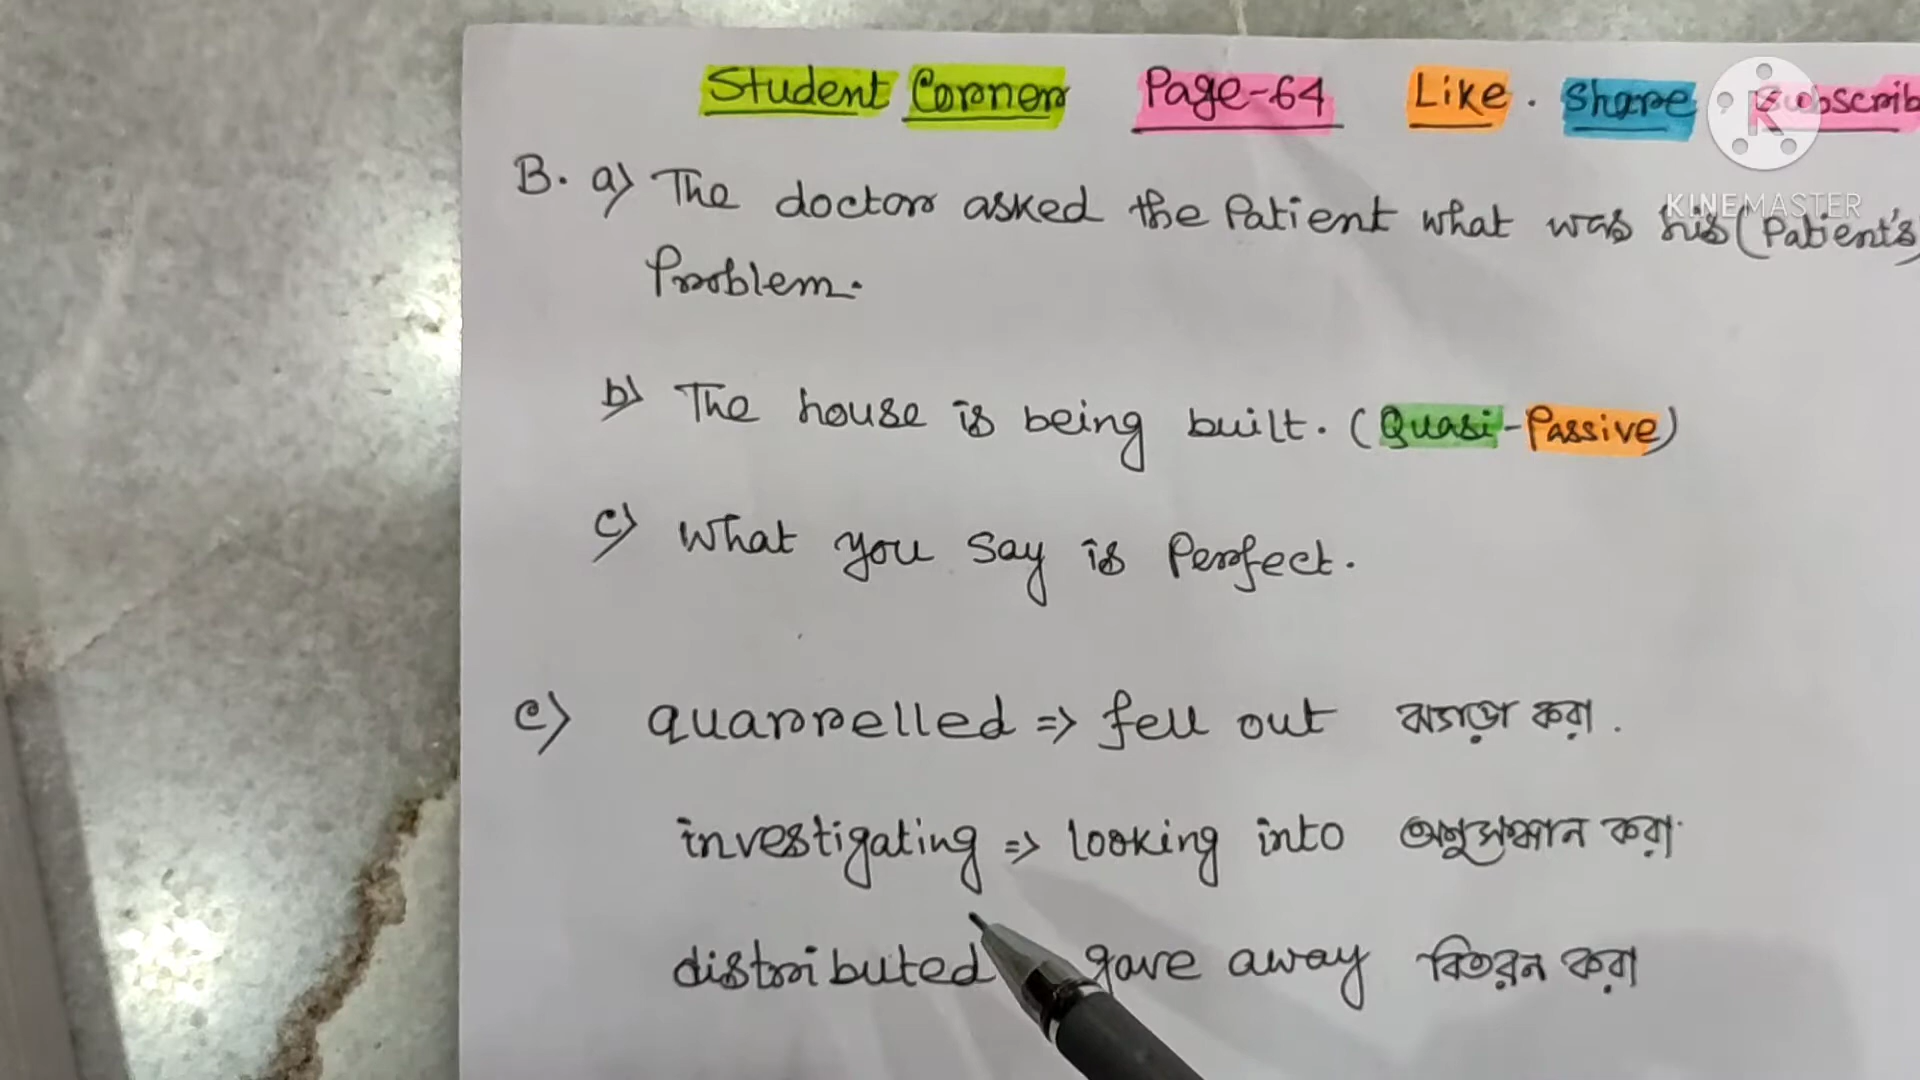 Student Corner Page-64 Like. Share Subscrib
KINEMASTER
B. a) The doctor asked the Patient what was his (Patient's)
Problem.
b) The house is being built. (Quasi-Passive)
c) What you say is Perfect.
c) quarrelled => fell out ঝগড়া করা.
investigating => looking into অনুসন্ধান করা.
distributed gave away বিতরন করা